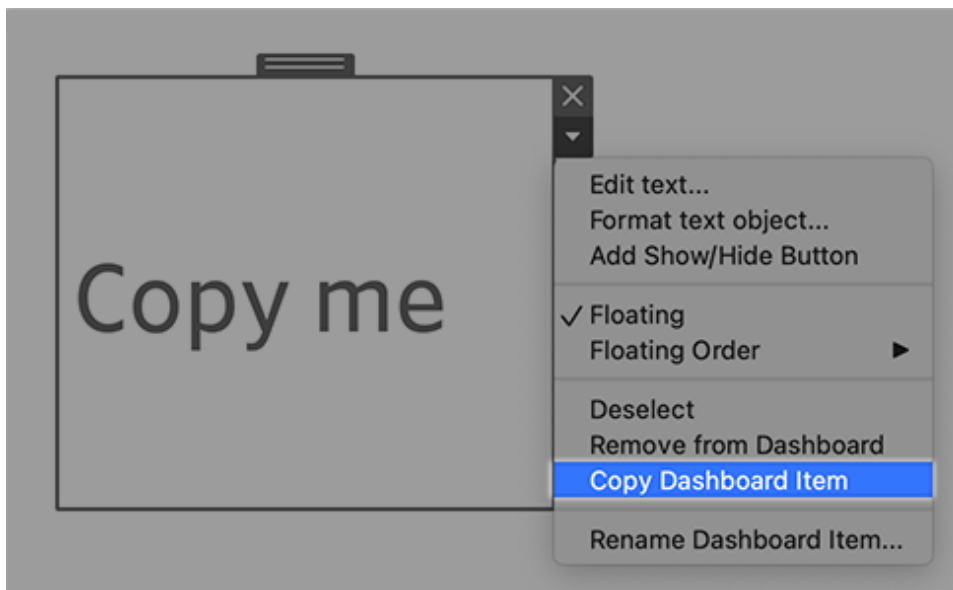 Copy me
Edit text...
Format text object...
Add Show/Hide Button
Floating
Floating Order
Deselect
Remove from Dashboard
Copy Dashboard Item
Rename Dashboard Item...